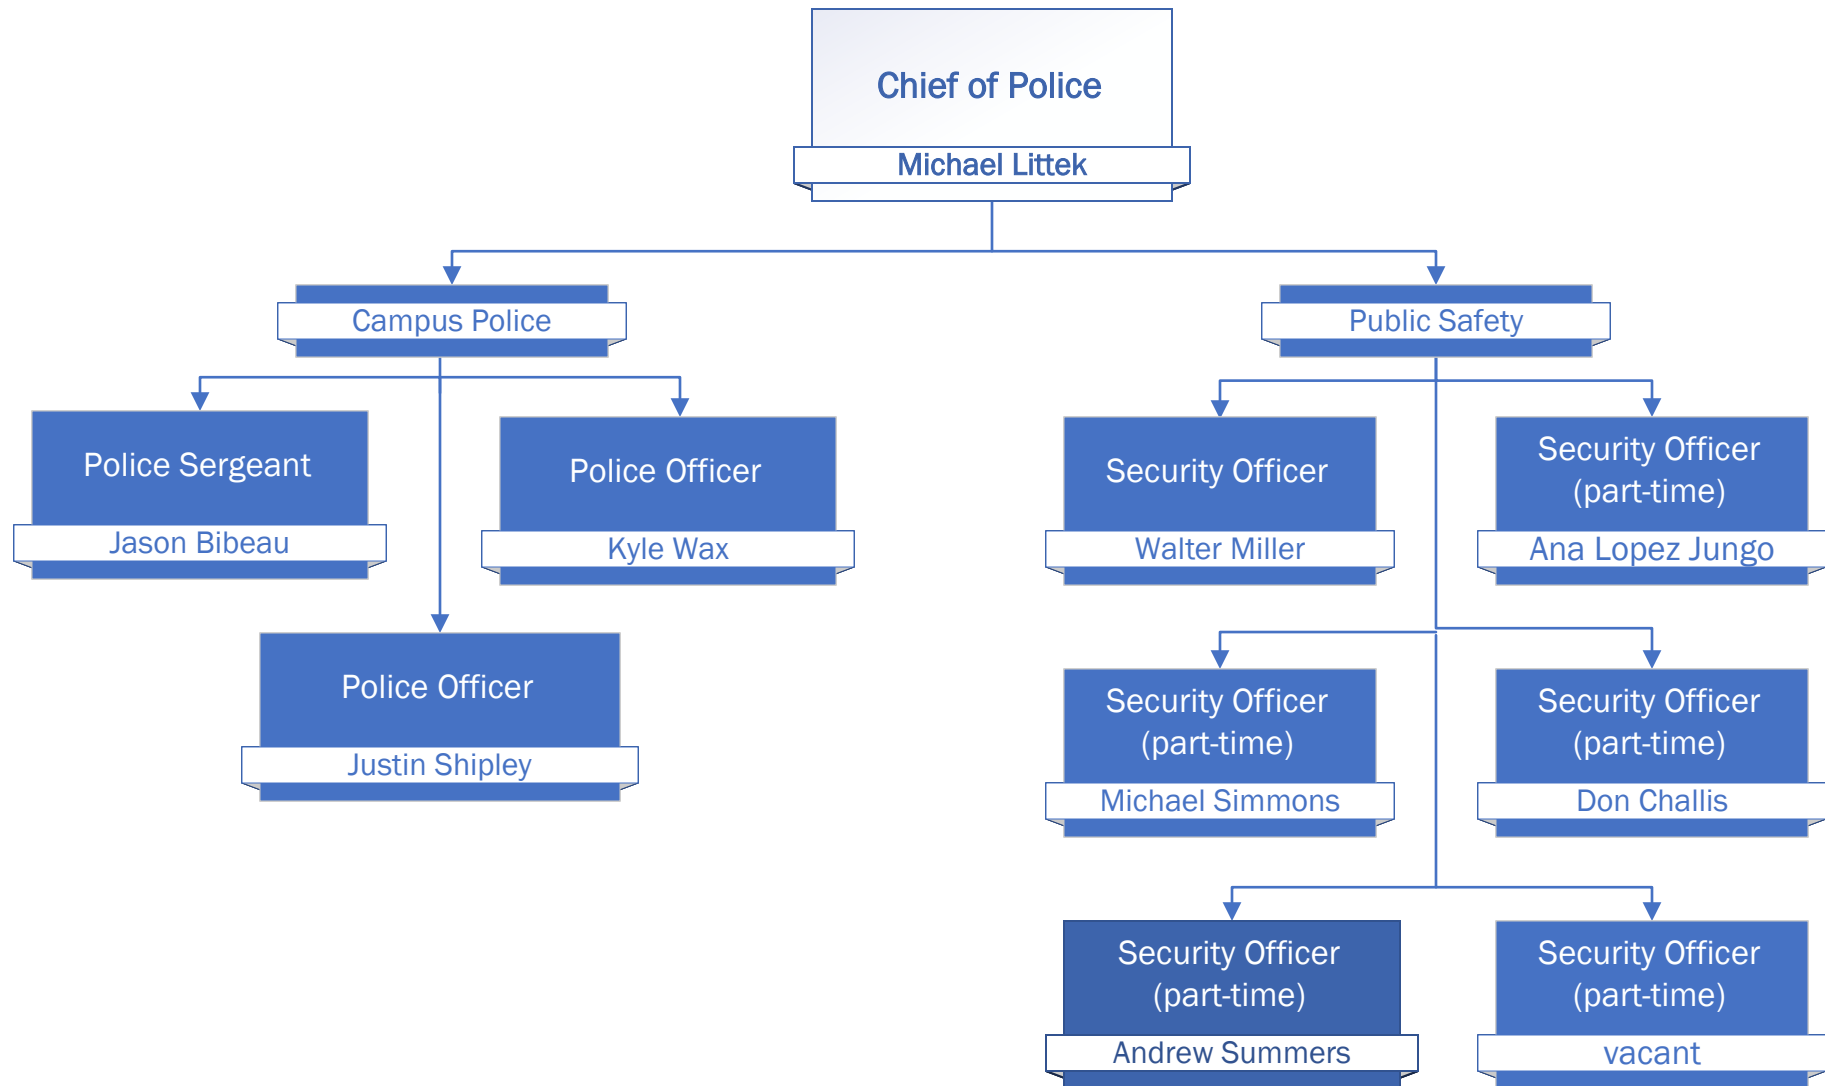 Chief of Police
Michael Littek
Campus Police
Public Safety
Police Sergeant
Jason Bibeau
Police Officer
Kyle Wax
Police Officer
Justin Shipley
Security Officer
Walter Miller
Security Officer
(part-time)
Ana Lopez Jungo
Security Officer
(part-time)
Michael Simmons
Security Officer
(part-time)
Don Challis
Security Officer
(part-time)
Andrew Summers
Security Officer
(part-time)
vacant